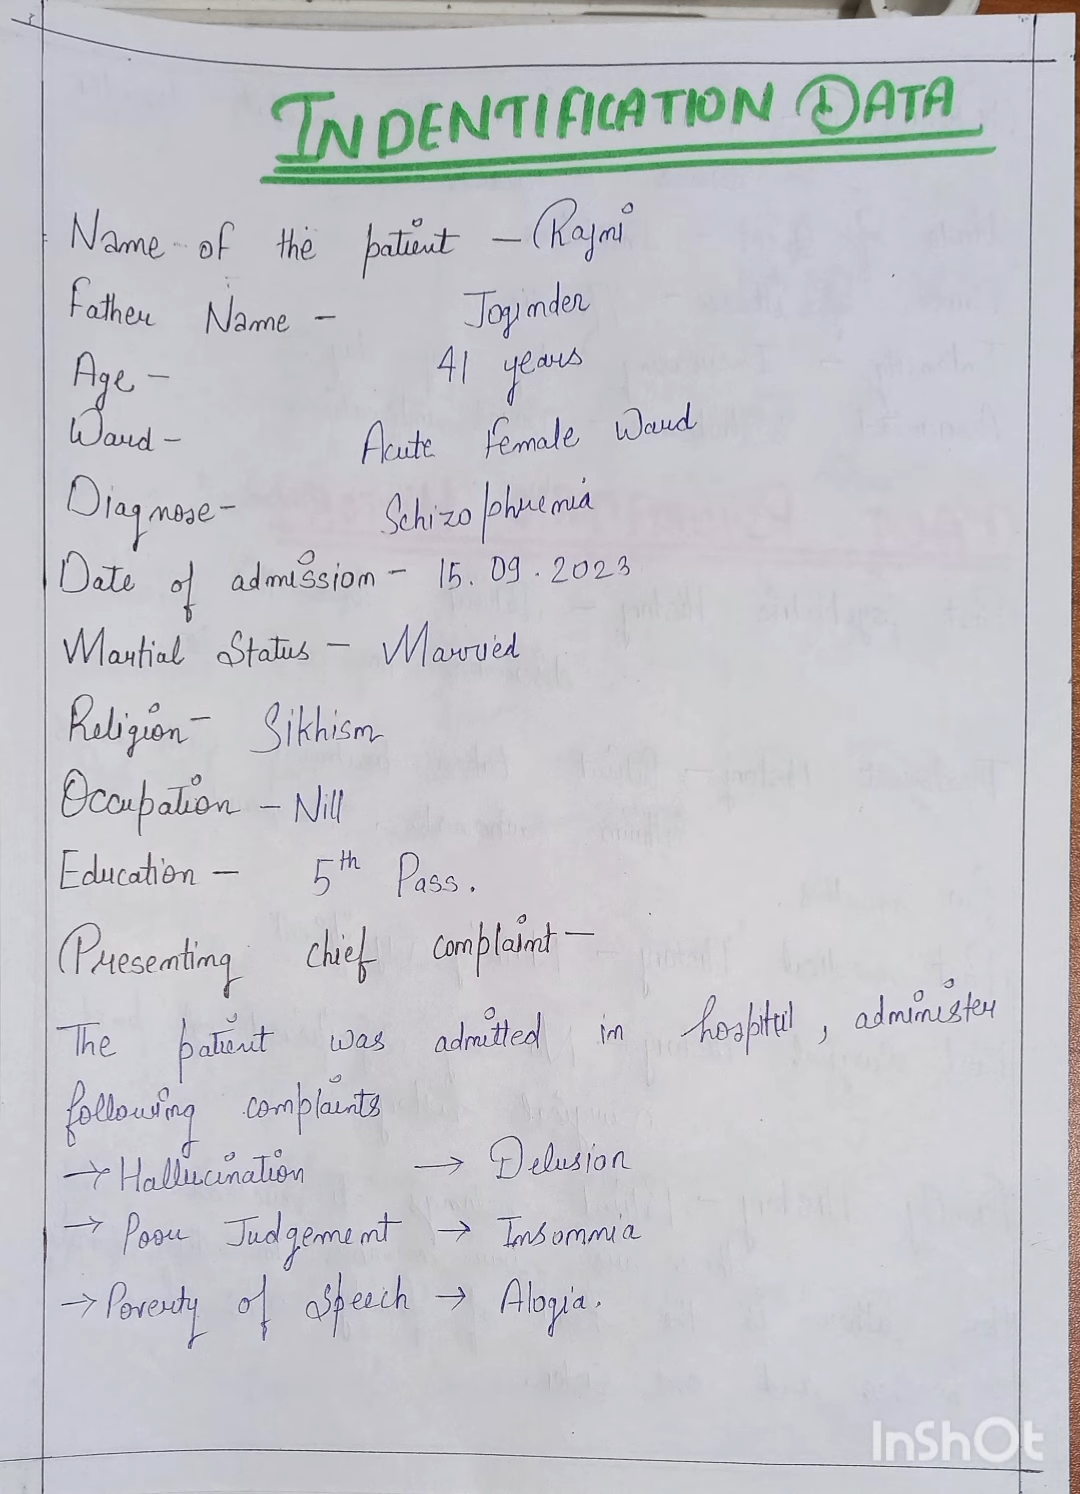 INDENTIFICATION DATA
Name of the patient - Rajni
Father Name - Joginder
Age - 41 years
Ward - Acute Female Ward
Diagnose - Schizophrenia
Date of admission - 15.09.2023
Martial Status - Married
Religion - Sikhism
Occupation - Nill
Education - 5th Pass.
Presenting chief complaint -
The patient was admitted in hospital, administer
following complaints
→ Hallucination → Delusion
→ Poor Judgement → Insomnia
→ Poverty of speech → Alogia.
InShOt